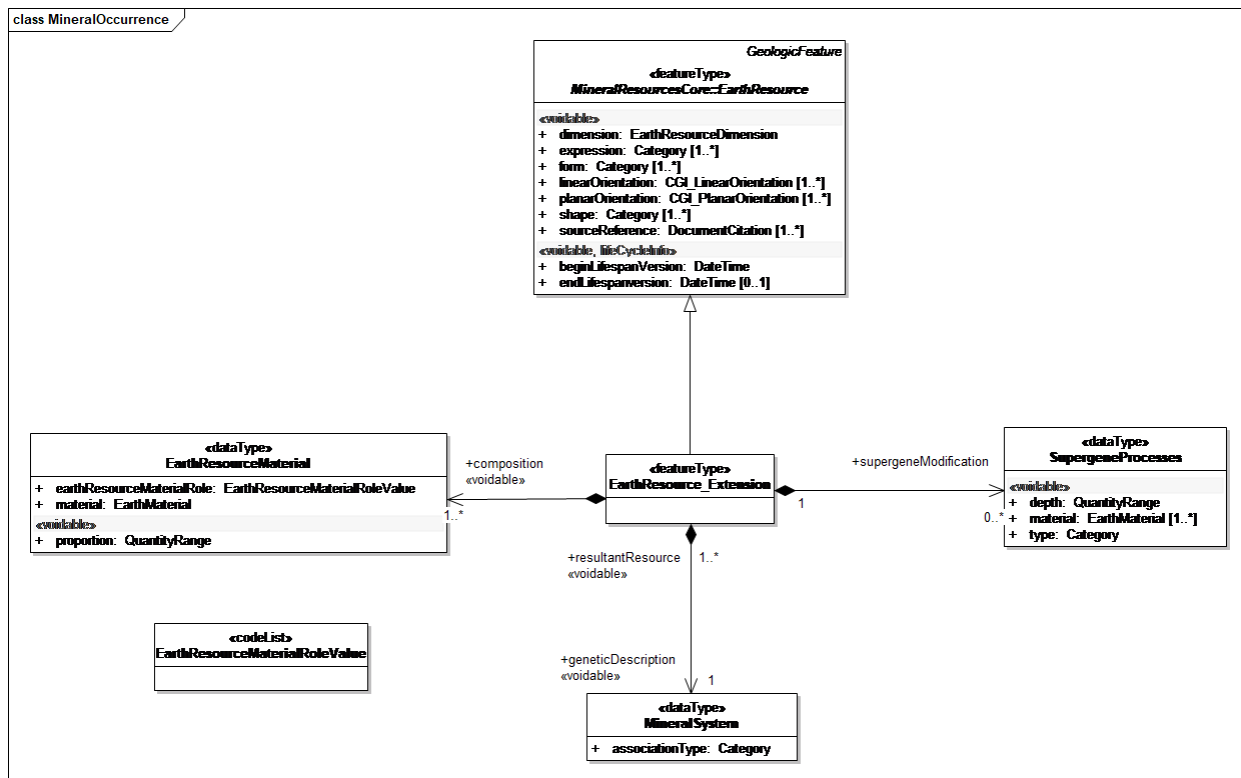 class MineralOccurrence
GeologicFeature
«featureType»
MineralResourcesCore::EarthResource
«voidable»
+ dimension: EarthResourceDimension
+ expression: Category [1..*]
+ form: Category [1..*]
+ linearOrientation: CGI_LinearOrientation [1..*]
+ planarOrientation: CGI_PlanarOrientation [1..*]
+ shape: Category [1..*]
+ sourceReference: DocumentCitation [1..*]
«voidable, lifeCycleInfo»
+ beginLifespanVersion: DateTime
+ endLifespanversion: DateTime [0..1]
«dataType»
EarthResourceMaterial
+ earthResourceMaterialRole: EarthResourceMaterialRoleValue
+ material: EarthMaterial
«voidable»
+ proportion: QuantityRange
+composition
«voidable»
1..*
«featureType»
EarthResource_Extension
+supergeneModification
1
0..*
«dataType»
SupergeneProcesses
«voidable»
+ depth: QuantityRange
+ material: EarthMaterial [1..*]
+ type: Category
+resultantResource
«voidable»
1..*
«codeList»
EarthResourceMaterialRoleValue
+geneticDescription
«voidable»
1
«dataType»
MineralSystem
+ associationType: Category